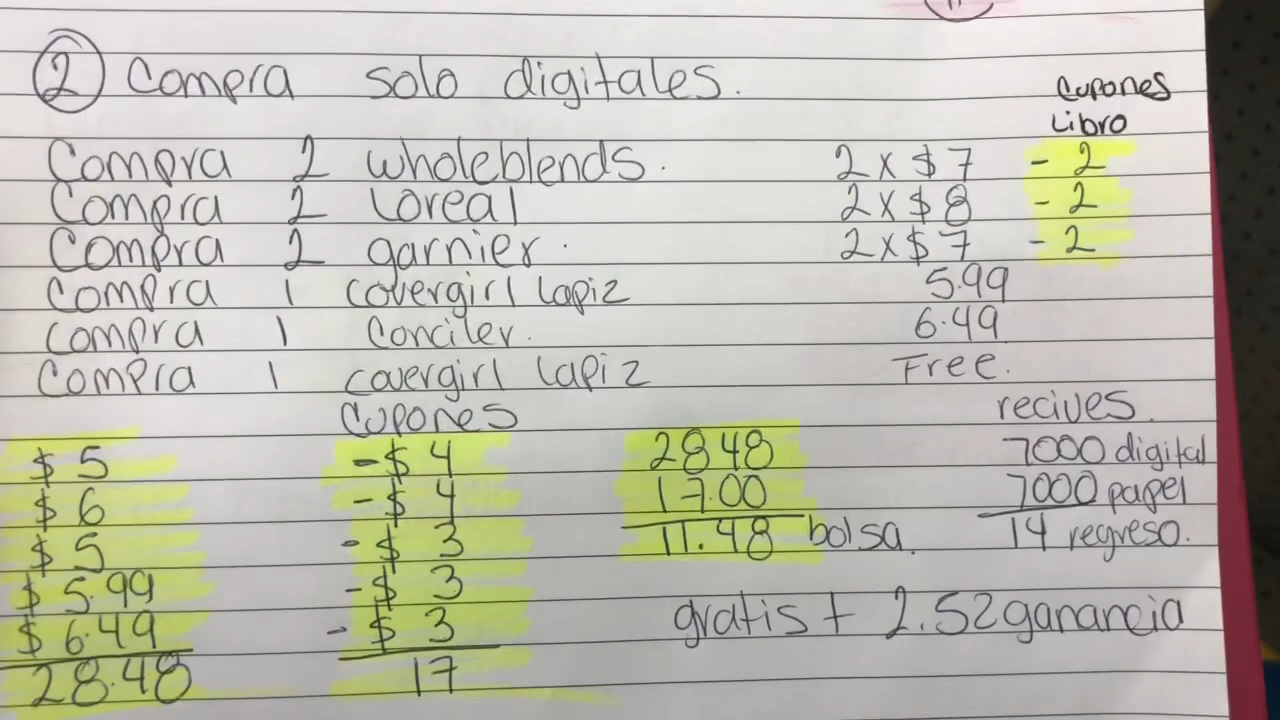 ② Compra solo digitales.
Cupones
Libro
Compra 2 wholeblends. 2 x $7 - 2
Compra 2 Loreal 2 x $8 - 2
Compra 2 garnier. 2 x $7 - 2
Compra 1 covergirl Lapiz 5.99
Compra 1 Conciler. 6.49
Compra 1 covergirl Lapiz Free.
Cupones recives.
$5 -$4 28.48 7000 digital
$6 -$4 17.00 7000 papel
$5 -$3 11.48 bolsa. 14 regreso.
$5.99 -$3
$6.49 -$3 gratis + 2.52 ganancia
28.48 17